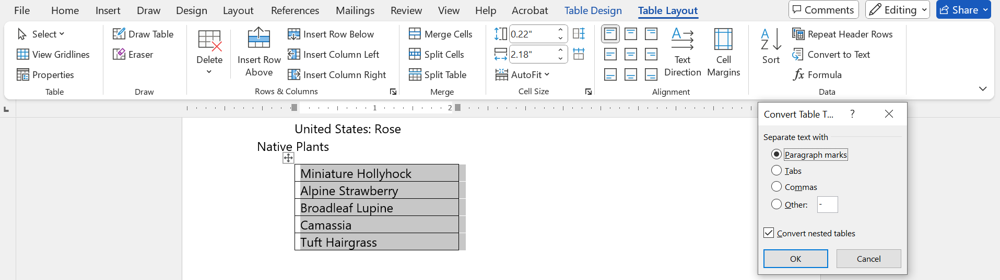 File Home Insert Draw Design Layout References Mailings Review View Help Acrobat Table Design Table Layout Comments Editing Share
Select
View Gridlines
Properties
Table
Draw Table
Eraser
Draw
Delete
Insert Row
Above
Insert Row Below
Insert Column Left
Insert Column Right
Rows & Columns
Merge Cells
Split Cells
Split Table
Merge
0.22"
2.18"
AutoFit
Cell Size
Text
Direction
Cell
Margins
Alignment
A
Z
Sort
Repeat Header Rows
Convert to Text
fx Formula
Data
1 2
United States: Rose
Native Plants
Miniature Hollyhock
Alpine Strawberry
Broadleaf Lupine
Camassia
Tuft Hairgrass
Convert Table T... ?
Separate text with
Paragraph marks
Tabs
Commas
Other: -
Convert nested tables
OK Cancel